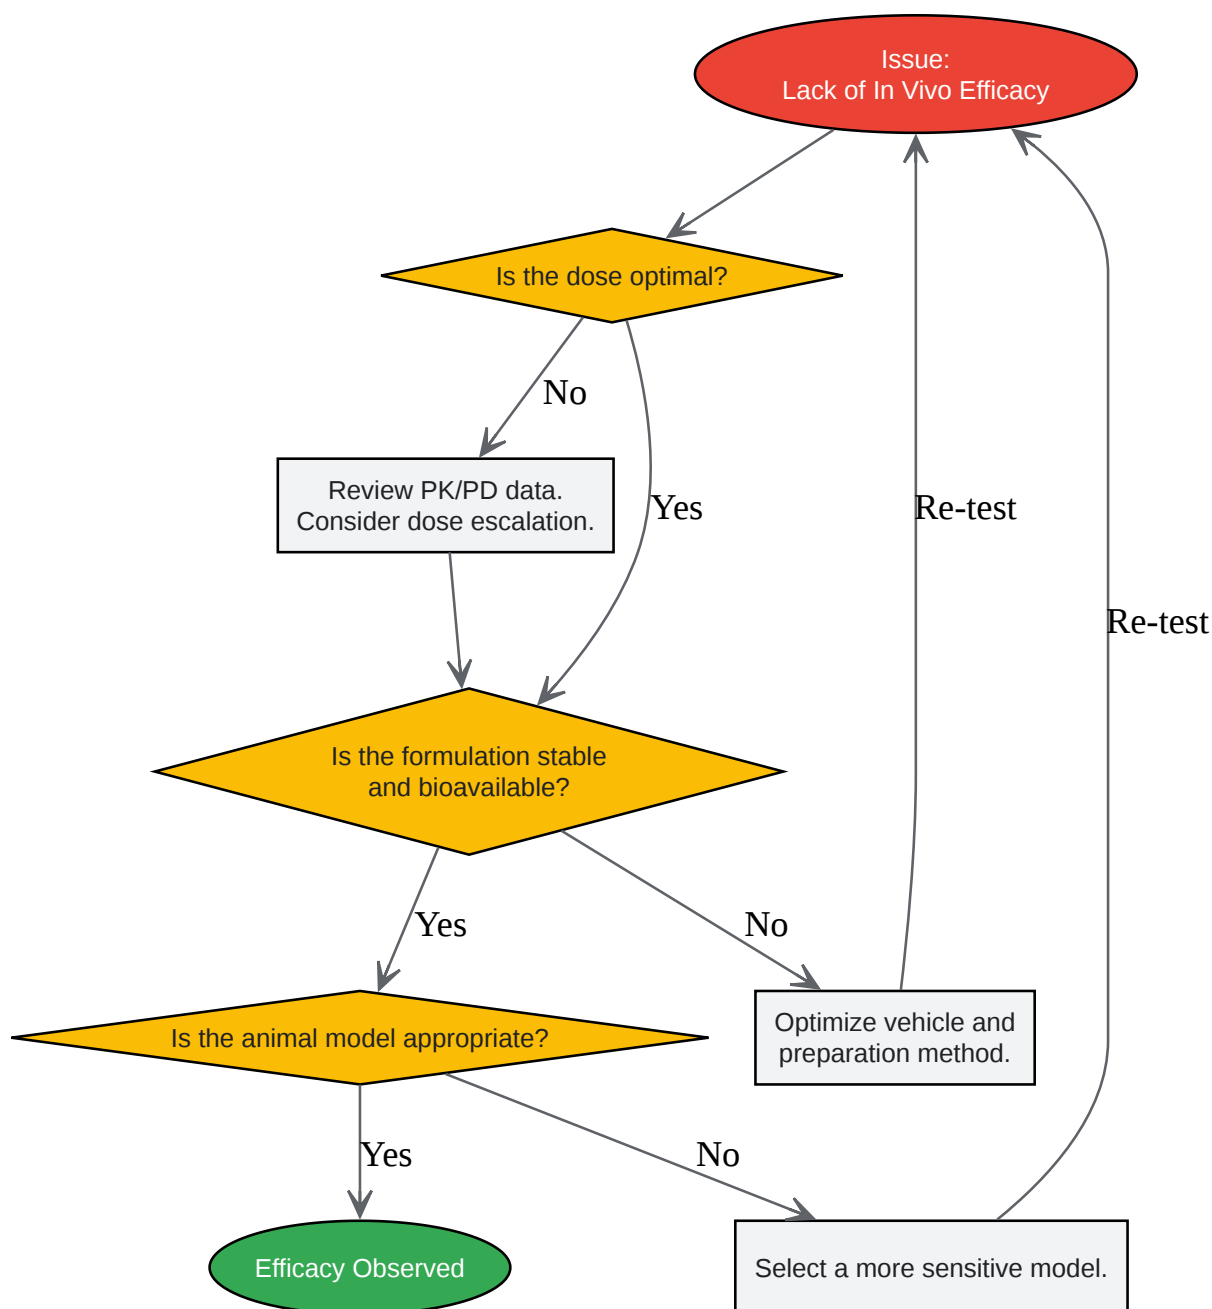 Issue:
Lack of In Vivo Efficacy
Is the dose optimal?
No
Review PK/PD data.
Consider dose escalation.
Yes
Re-test
Re-test
Is the formulation stable
and bioavailable?
Yes
No
Optimize vehicle and
preparation method.
Is the animal model appropriate?
Yes
No
Efficacy Observed
Select a more sensitive model.